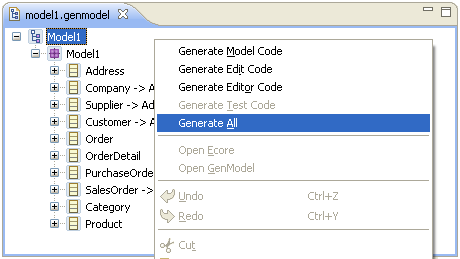 model1.genmodel
Model1
Model1
Address
Company -> Ad
Supplier -> Ad
Customer -> A
Order
OrderDetail
PurchaseOrde
SalesOrder ->
Category
Product
Generate Model Code
Generate Edit Code
Generate Editor Code
Generate Test Code
Generate All
Open Ecore
Open GenModel
Undo Ctrl+Z
Redo Ctrl+Y
Cut